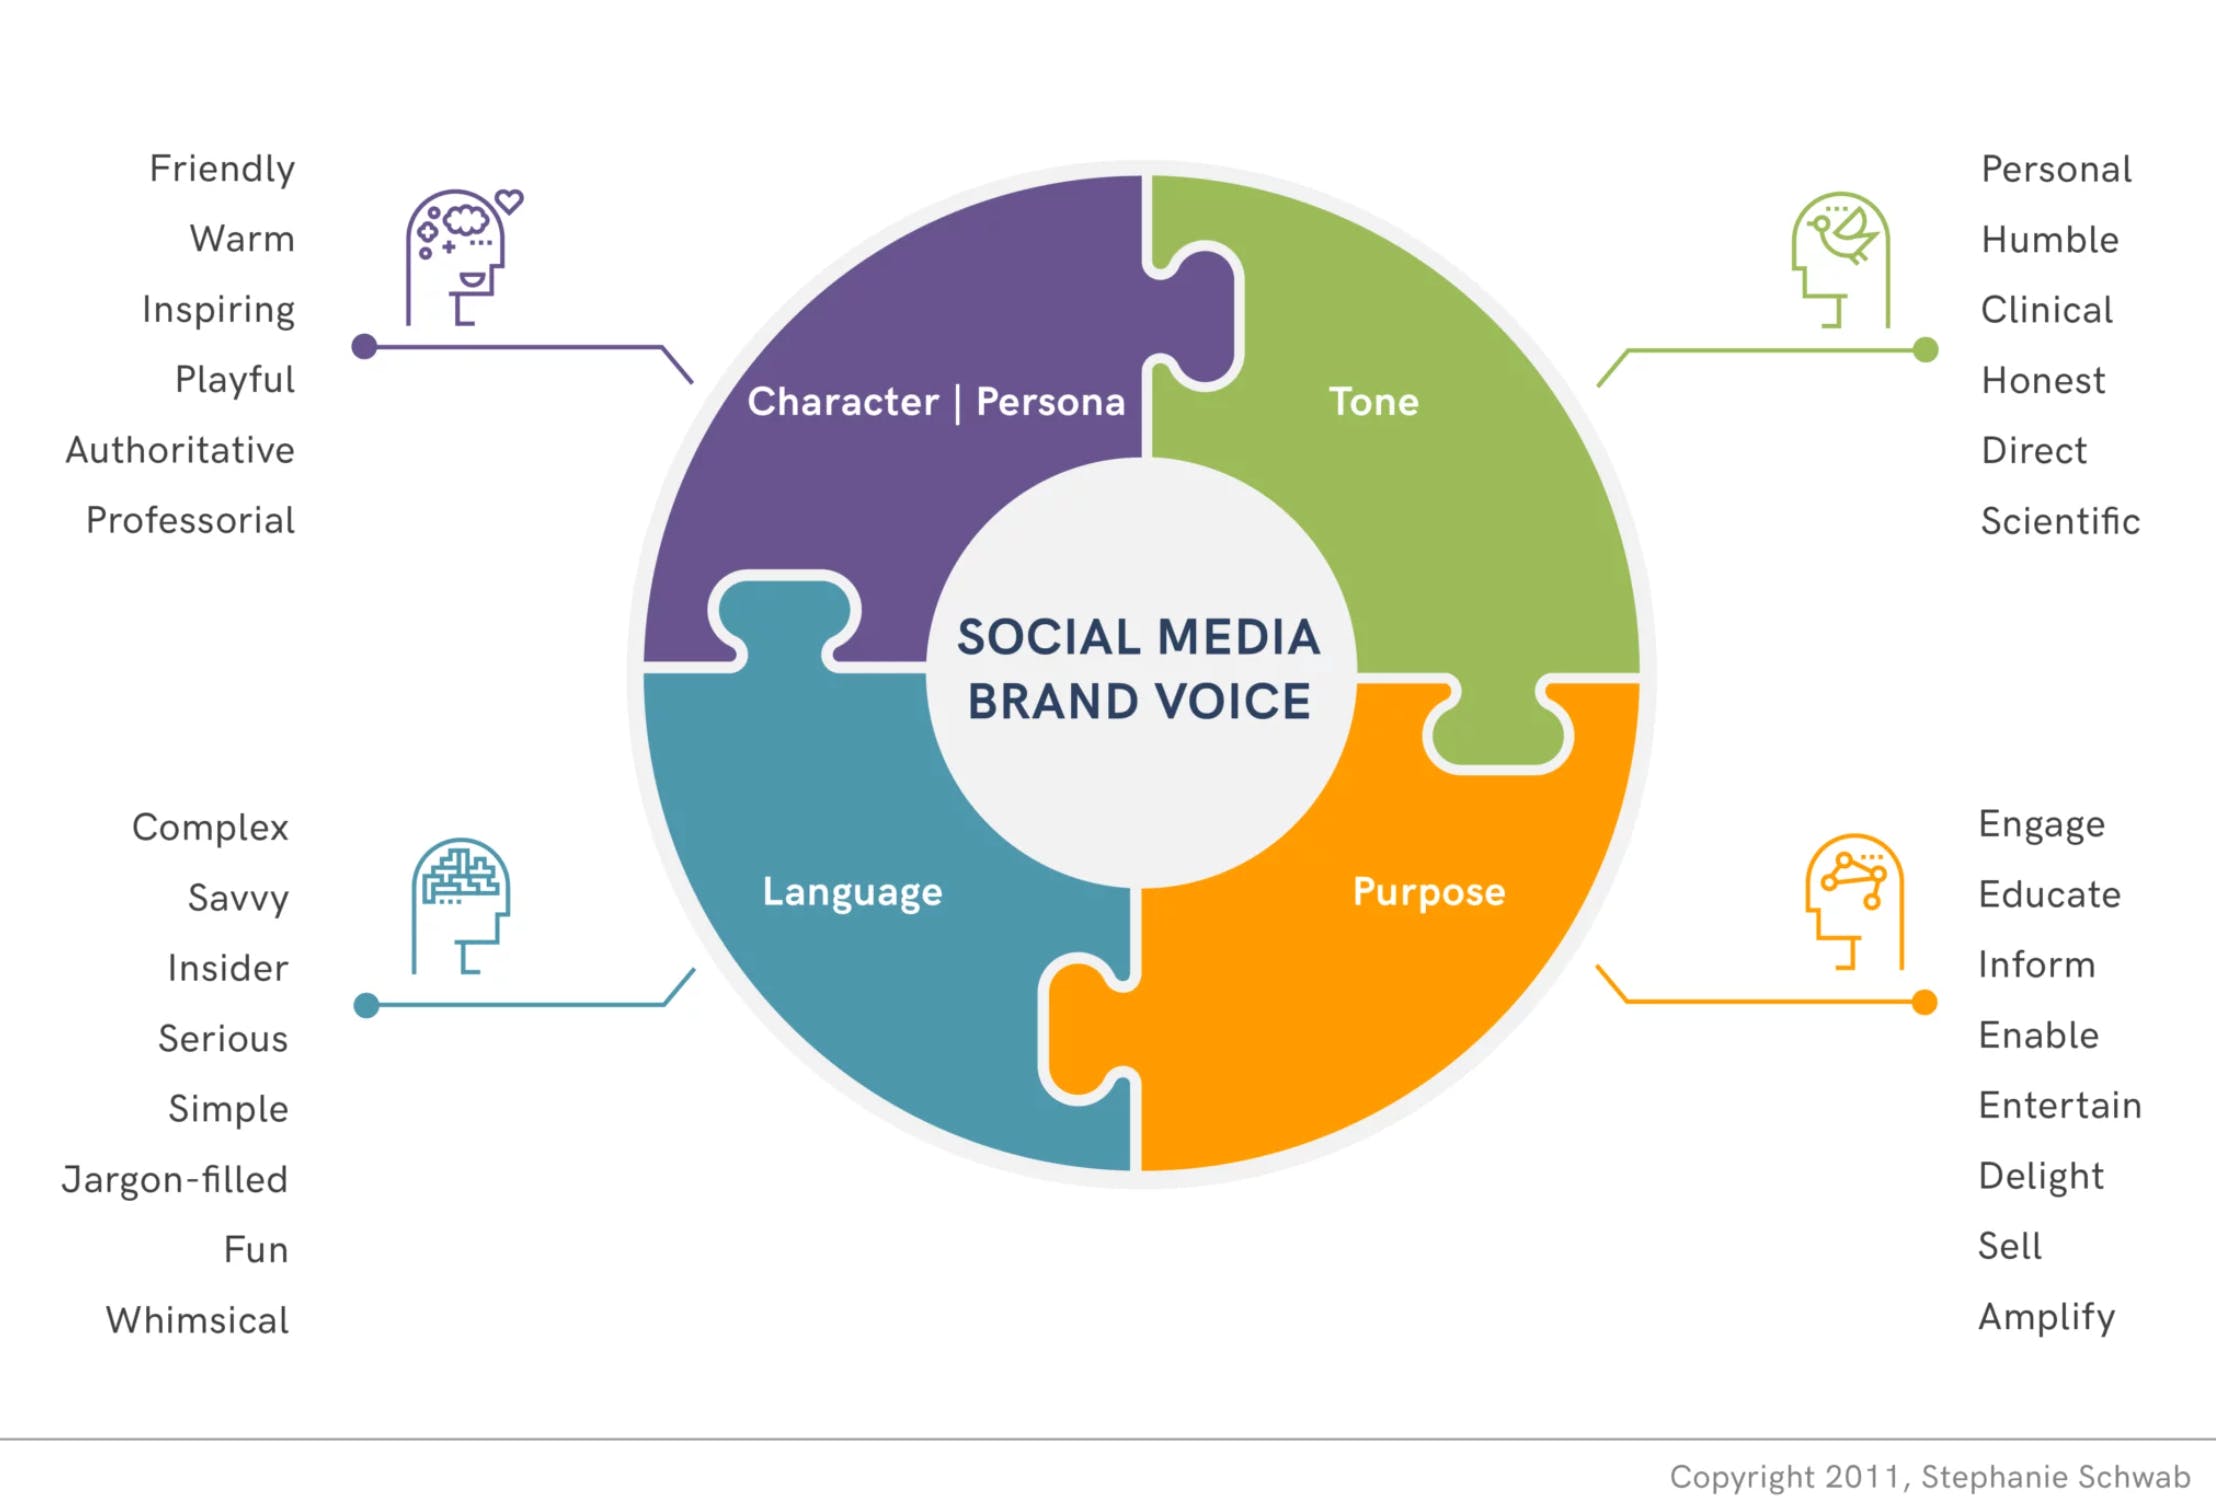 Friendly
Warm
Inspiring
Playful
Authoritative
Professorial
Character | Persona
Tone
Personal
Humble
Clinical
Honest
Direct
Scientific
SOCIAL MEDIA
BRAND VOICE
Complex
Savvy
Insider
Serious
Simple
Jargon-filled
Fun
Whimsical
Language
Purpose
Engage
Educate
Inform
Enable
Entertain
Delight
Sell
Amplify
Copyright 2011, Stephanie Schwab